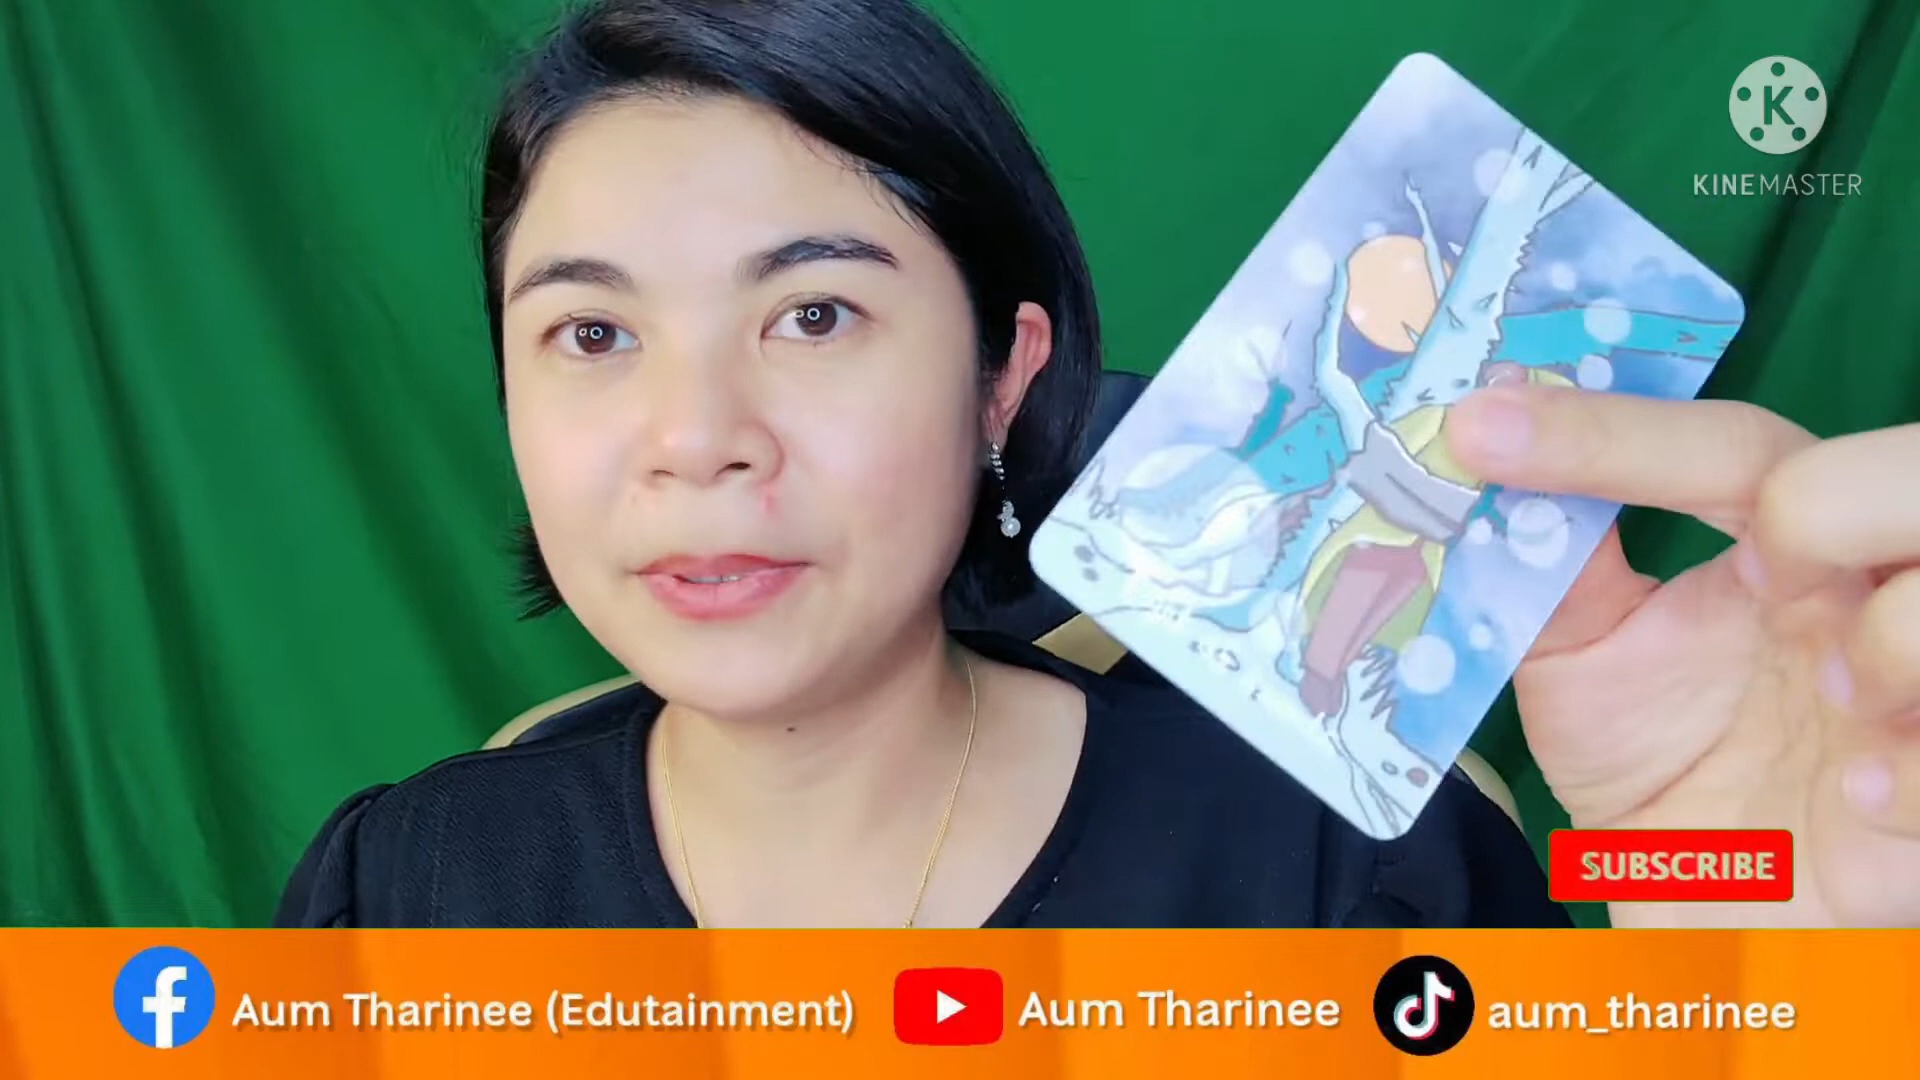 K
KINEMASTER
SUBSCRIBE
Aum Tharinee (Edutainment)
Aum Tharinee
aum_tharinee